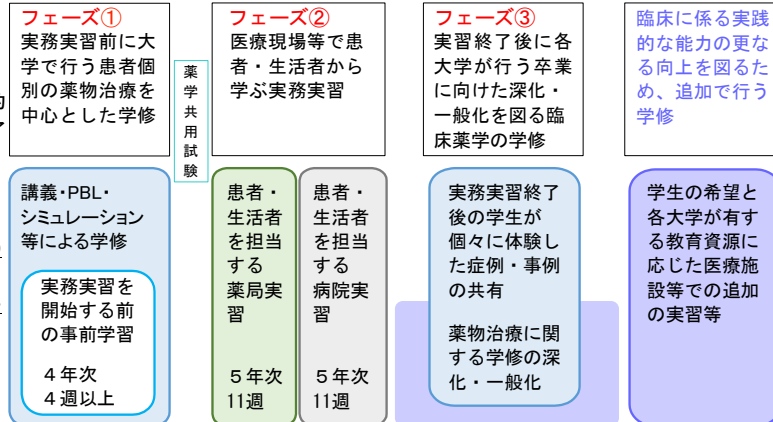 フェーズ①
実務実習前に大
学で行う患者個
別の薬物治療を
中心とした学修
薬
学
共
用
試
験
フェーズ②
医療現場等で患
者・生活者から
学ぶ実務実習
フェーズ③
実習終了後に各
大学が行う卒業
に向けた深化・
一般化を図る臨
床薬学の学修
臨床に係る実践
的な能力の更な
る向上を図るた
め、追加で行う
学修
講義・PBL・
シミュレーション
等による学修
実務実習を
開始する前
の事前学習
４年次
４週以上
患者・
生活者
を担当
する
薬局実
習
５年次
11週
患者・
生活者
を担当
する
病院実
習
５年次
11週
実務実習終了
後の学生が
個々に体験し
た症例・事例
の共有
薬物治療に関
する学修の深
化・一般化
学生の希望と
各大学が有す
る教育資源に
応じた医療施
設等での追加
の実習等